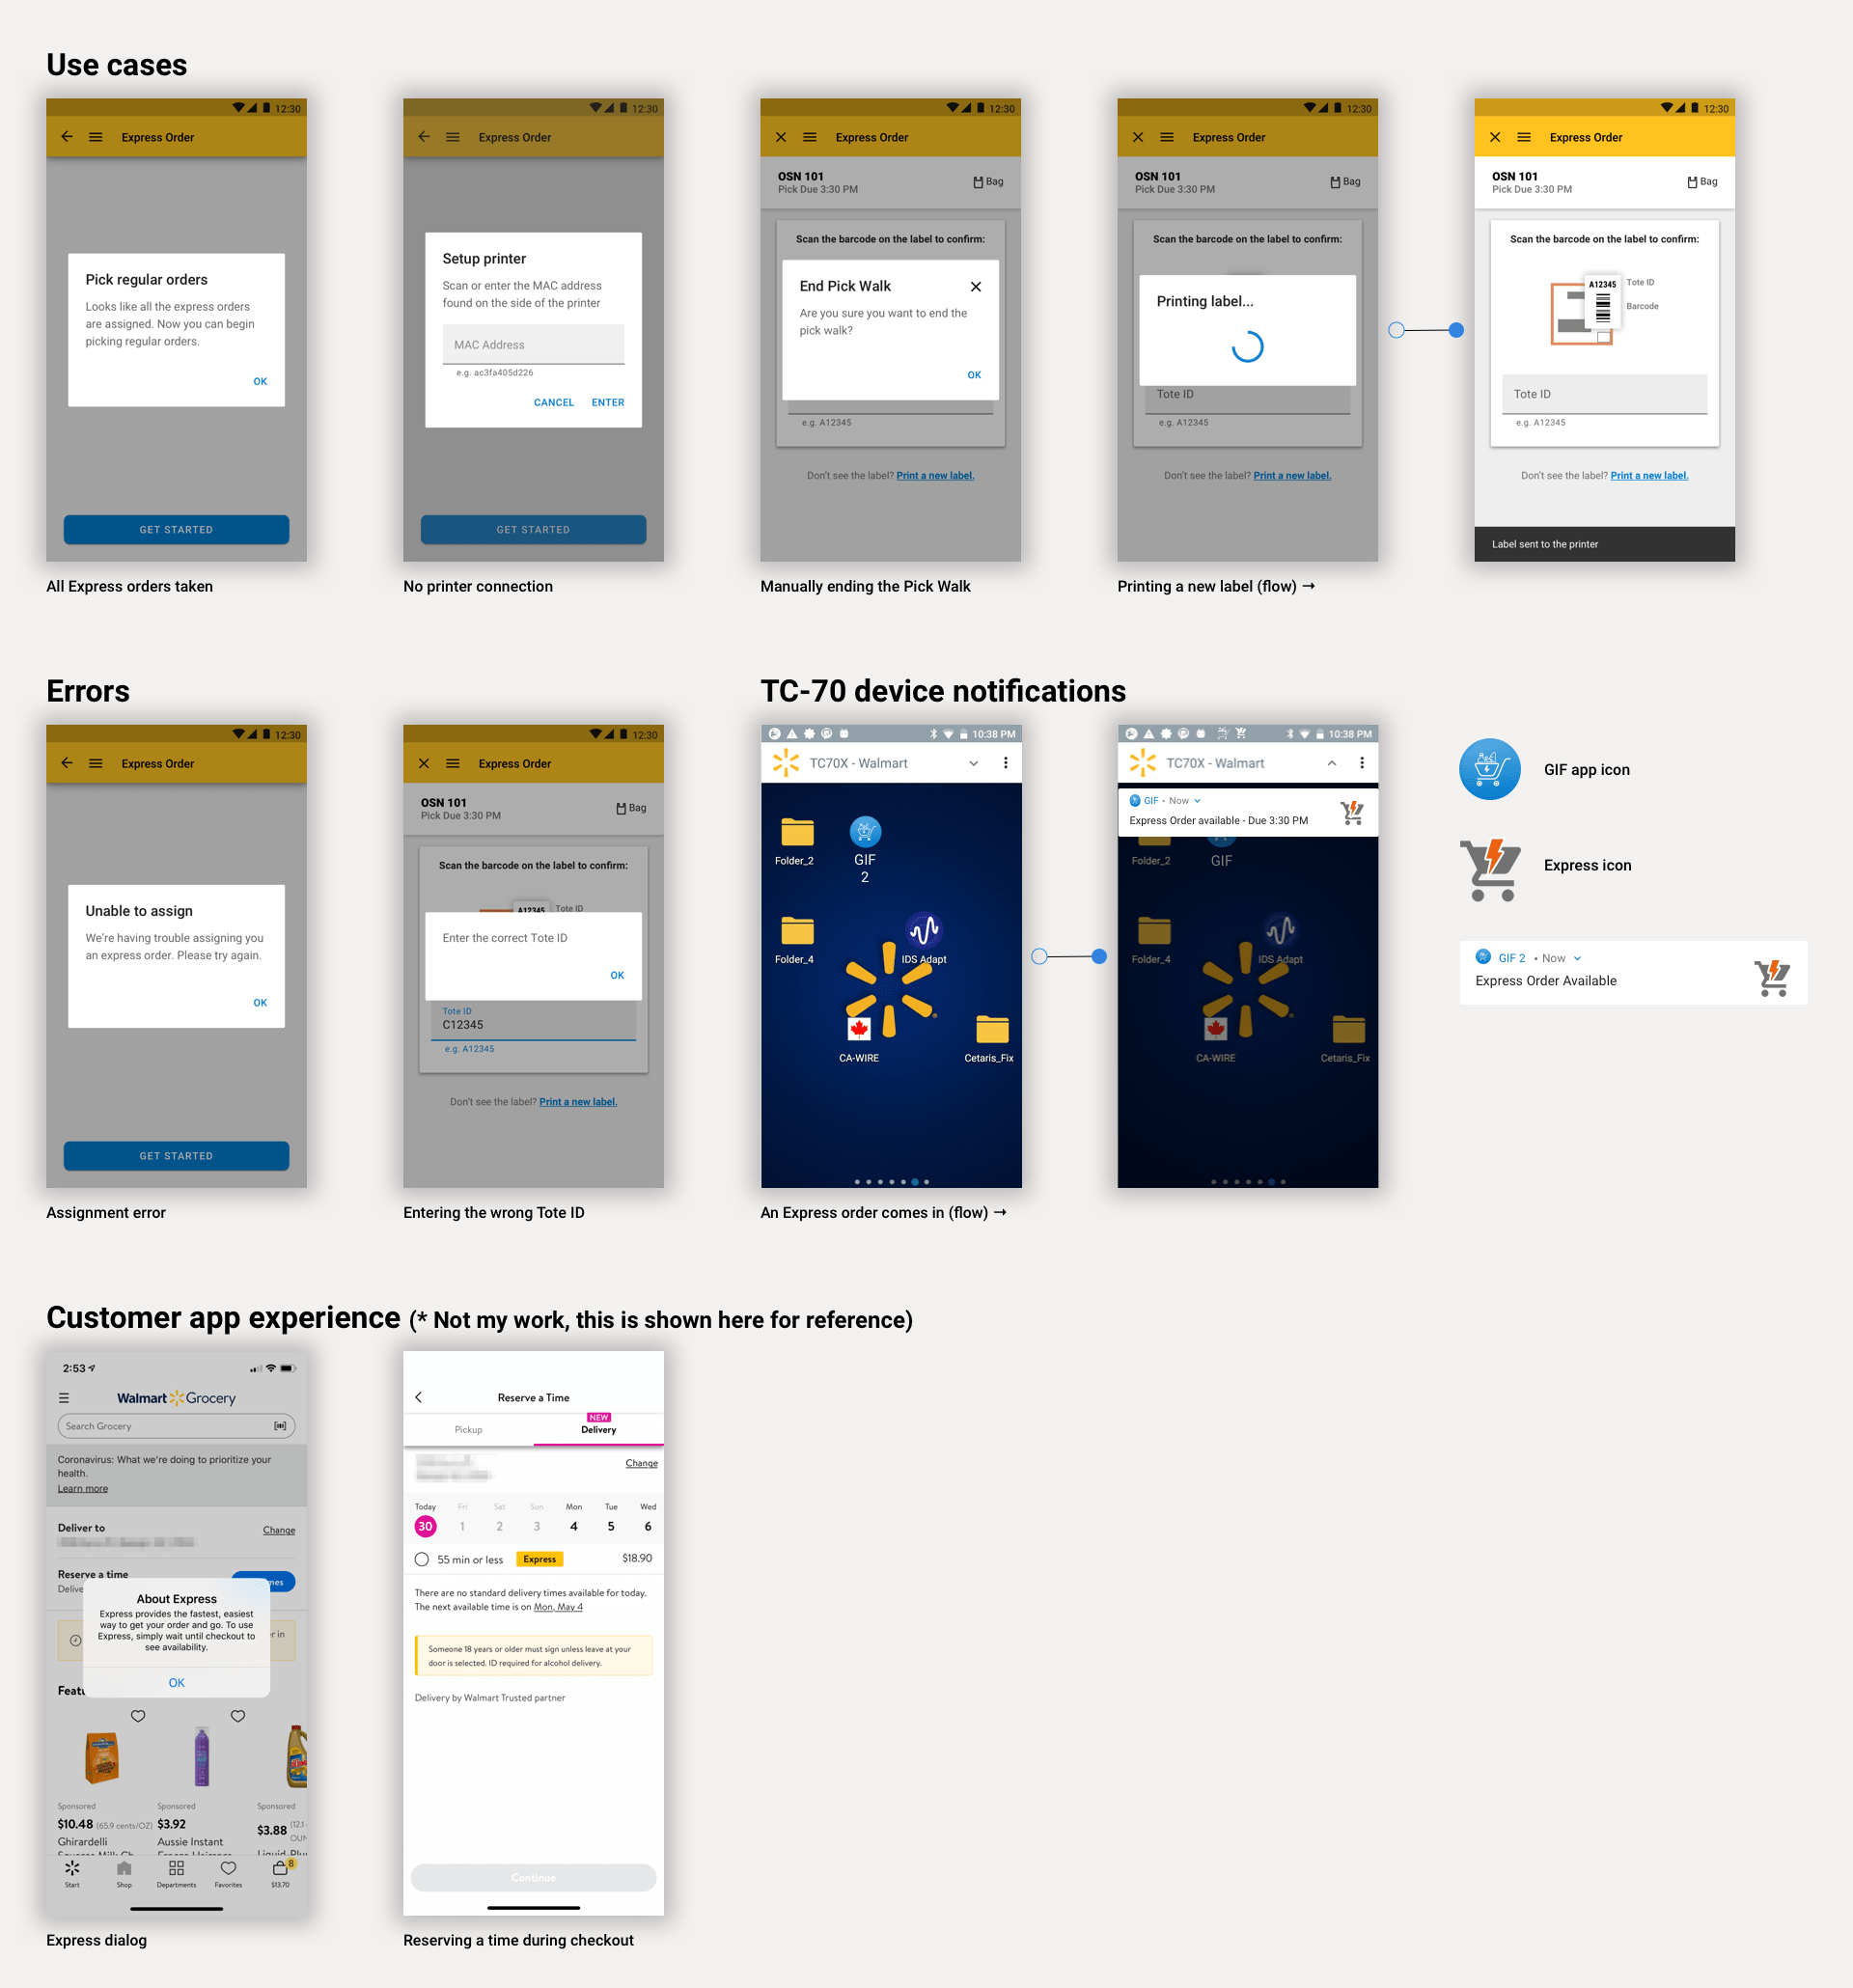 Use cases
12:30
Express Order
Pick regular orders
Looks like all the express orders
are assigned. Now you can begin
picking regular orders.
OK
GET STARTED
All Express orders taken
12:30
Express Order
Setup printer
Scan or enter the MAC address
found on the side of the printer
MAC Address
e.g. ac3fa405d226
CANCEL ENTER
GET STARTED
No printer connection
12:30
Express Order
OSN 101
Pick Due 3:30 PM
Bag
Scan the barcode on the label to confirm:
End Pick Walk
Are you sure you want to end the
pick walk?
OK
e.g. A12345
Don't see the label? Print a new label.
Manually ending the Pick Walk
12:30
Express Order
OSN 101
Pick Due 3:30 PM
Bag
Scan the barcode on the label to confirm:
Printing label...
Tote ID
e.g. A12345
Don't see the label? Print a new label.
Printing a new label (flow) →
12:30
Express Order
OSN 101
Pick Due 3:30 PM
Bag
Scan the barcode on the label to confirm:
A12345
Tote ID
Barcode
Tote ID
e.g. A12345
Don't see the label? Print a new label.
Label sent to the printer
Errors
12:30
Express Order
Unable to assign
We're having trouble assigning you
an express order. Please try again.
OK
GET STARTED
Assignment error
12:30
Express Order
OSN 101
Pick Due 3:30 PM
Bag
Scan the barcode on the label to confirm:
A12345
Tote ID
Enter the correct Tote ID
OK
Tote ID
C12345
e.g. A12345
Don't see the label? Print a new label.
Entering the wrong Tote ID
TC-70 device notifications
10:38 PM
TC70X - Walmart
Folder_2
GIF
2
Folder_4
IDS Adapt
CA-WIRE
Cetaris_Fix
An Express order comes in (flow) →
10:38 PM
TC70X - Walmart
GIF • Now
Express Order available - Due 3:30 PM
Folder_2
GIF
Folder_4
IDS Adapt
CA-WIRE
Cetaris_Fix
GIF app icon
Express icon
GIF 2 • Now
Express Order Available
Customer app experience (* Not my work, this is shown here for reference)
2:53
Walmart Grocery
Search Grocery
Coronavirus: What we're doing to prioritize your
health.
Learn more
Deliver to
Change
Reserve a time
About Express
Express provides the fastest, easiest
way to get your order and go. To use
Express, simply wait until checkout to
see availability.
OK
Sponsored
$10.48 (65.9 cents/OZ)
Ghirardelli
Sponsored
$3.92
Aussie Instant
Sponsored
$3.88
Start
Shop
Departments
Favorites
8
$13.70
Express dialog
Reserve a Time
Pickup
NEW
Delivery
Change
Today Fri Sat Sun Mon Tue Wed
30 1 2 3 4 5 6
55 min or less Express $18.90
There are no standard delivery times available for today.
The next available time is on Mon, May 4
Someone 18 years or older must sign unless leave at your
door is selected. ID required for alcohol delivery.
Delivery by Walmart Trusted partner
Continue
Reserving a time during checkout